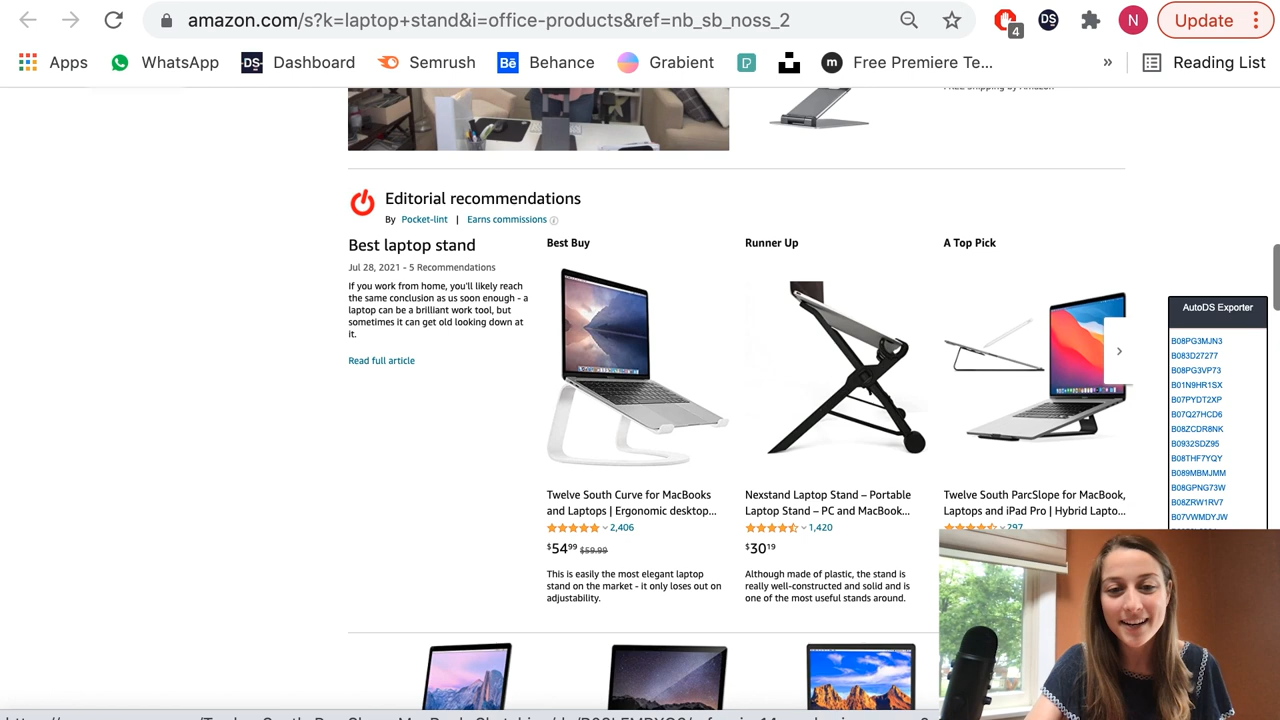 amazon.com/s?k=laptop+stand&i=office-products&ref=nb_sb_noss_2
4
DS
N
Update
Apps
WhatsApp
-DS-
Dashboard
Semrush
Bē
Behance
Grabient
m
Free Premiere Te...
»
Reading List
Editorial recommendations
By Pocket-lint | Earns commissions
Best laptop stand
Jul 28, 2021 - 5 Recommendations
If you work from home, you'll likely reach
the same conclusion as us soon enough - a
laptop can be a brilliant work tool, but
sometimes it can get old looking down at
it.
Read full article
Best Buy
Twelve South Curve for MacBooks
and Laptops | Ergonomic desktop...
2,406
$54⁹⁹ $59.99
This is easily the most elegant laptop
stand on the market - it only loses out on
adjustability.
Runner Up
Nexstand Laptop Stand – Portable
Laptop Stand – PC and MacBook...
1,420
$30¹⁹
Although made of plastic, the stand is
really well-constructed and solid and is
one of the most useful stands around.
A Top Pick
Twelve South ParcSlope for MacBook,
Laptops and iPad Pro | Hybrid Lapto...
297
AutoDS Exporter
B08PG3MJN3
B083D27277
B08PG3VP73
B01N9HR1SX
B07PYDT2XP
B07Q27HCD6
B08ZCDR8NK
B0932SDZ95
B08THF7YQY
B089MBMJMM
B08GPNG73W
B08ZRW1RV7
B07VWMDYJW